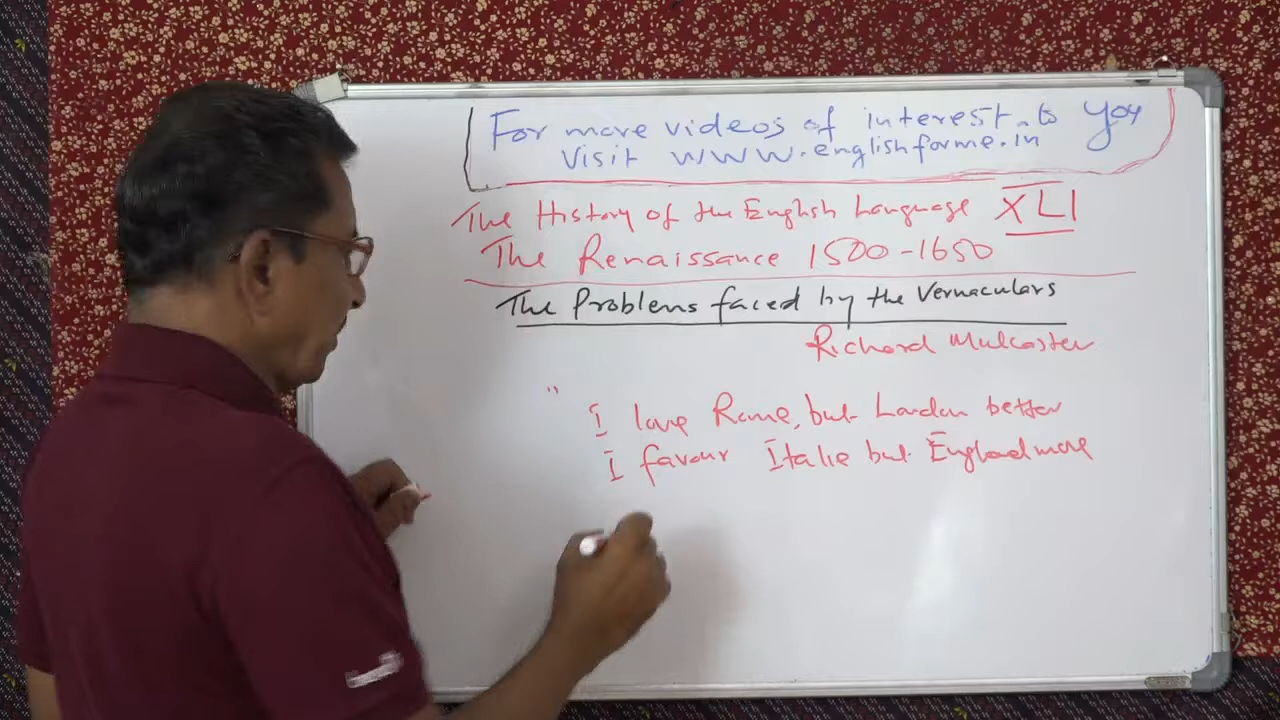 For more videos of interest to you
visit www.englishforme.in
The History of the English Language XLI
The Renaissance 1500-1650
The Problems faced by the Vernaculars
Richard Mulcaster
"
I love Rome, but London better
I favour Italie but England more